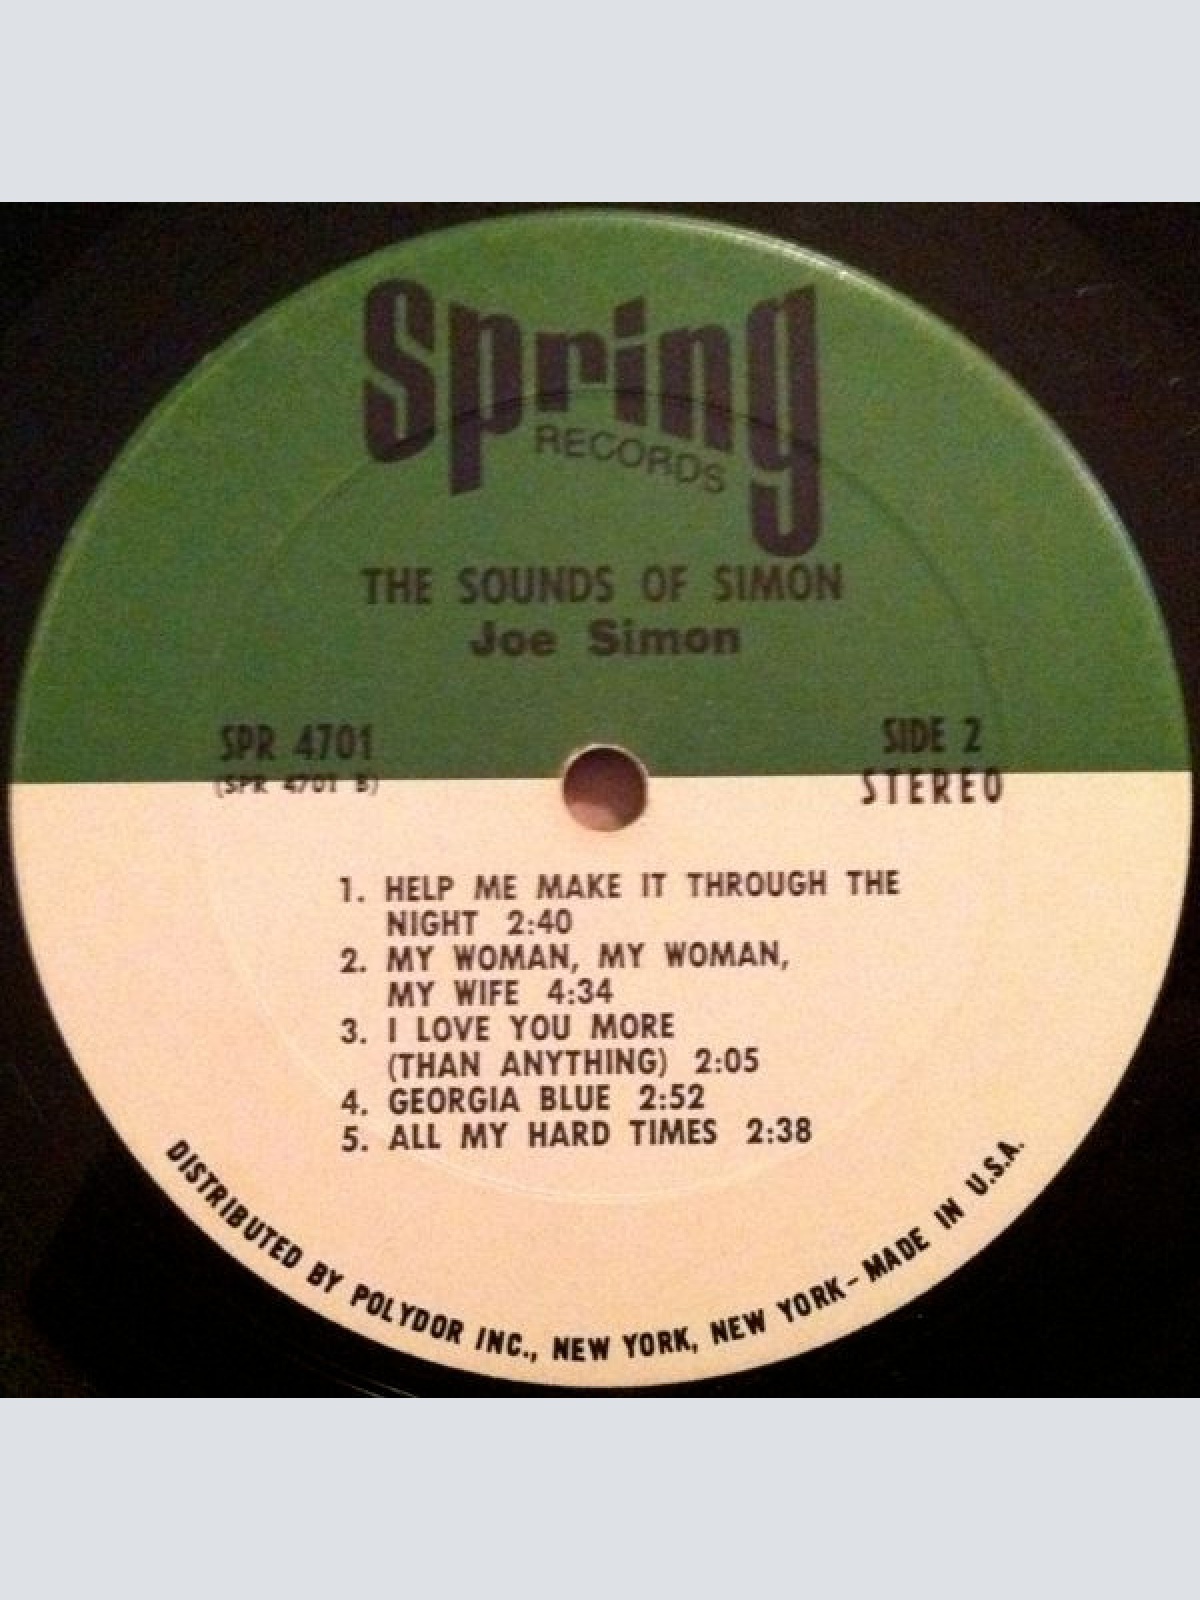 Spring
RECORDS
THE SOUNDS OF SIMON
Joe Simon
SPR 4701
(SPR 4701 B)
SIDE 2
STEREO
1. HELP ME MAKE IT THROUGH THE
NIGHT 2:40
2. MY WOMAN, MY WOMAN,
MY WIFE 4:34
3. I LOVE YOU MORE
(THAN ANYTHING) 2:05
4. GEORGIA BLUE 2:52
5. ALL MY HARD TIMES 2:38
DISTRIBUTED BY POLYDOR INC., NEW YORK, NEW YORK – MADE IN U.S.A.